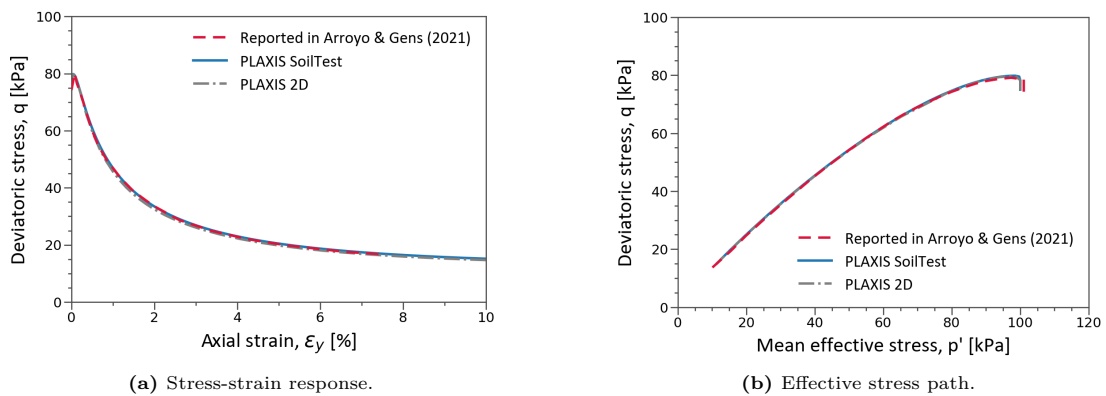 100
80
60
40
20
0
Deviatoric stress, q [kPa]
Reported in Arroyo & Gens (2021)
PLAXIS SoilTest
PLAXIS 2D
0 2 4 6 8 10
Axial strain, ε_y [%]
(a) Stress-strain response.
100
80
60
40
20
0
Deviatoric stress, q [kPa]
Reported in Arroyo & Gens (2021)
PLAXIS SoilTest
PLAXIS 2D
0 20 40 60 80 100 120
Mean effective stress, p' [kPa]
(b) Effective stress path.